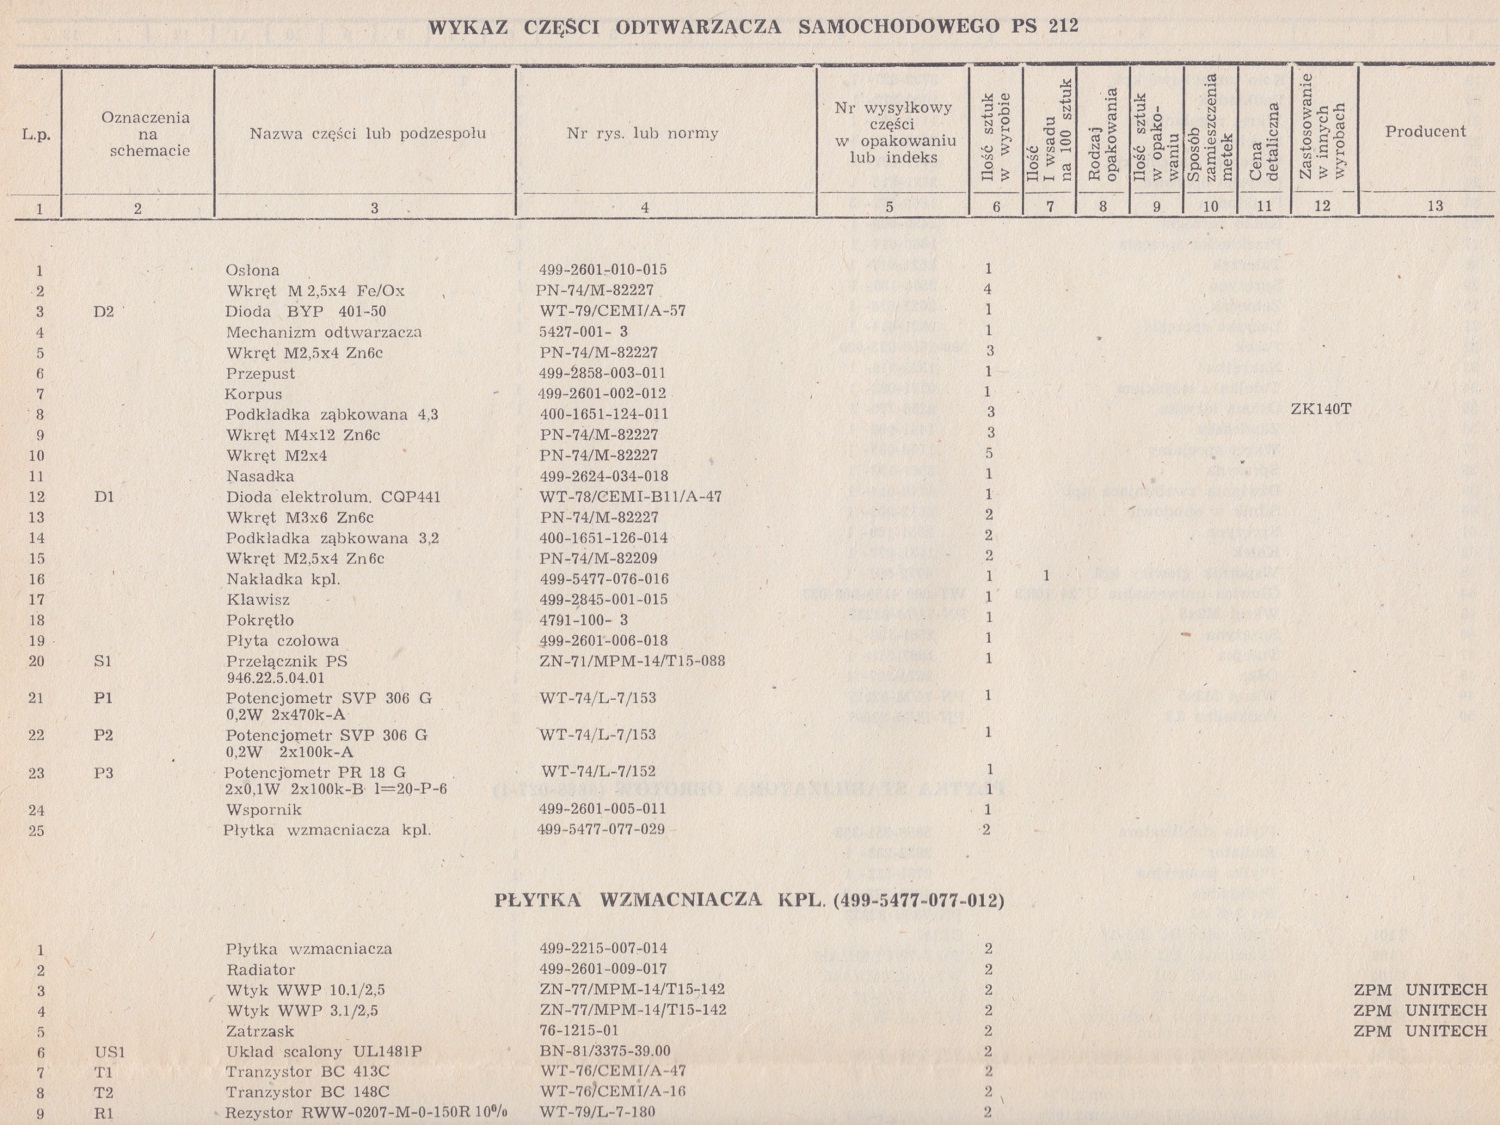 WYKAZ CZĘŚCI ODTWARZACZA SAMOCHODOWEGO PS 212
L.p. Oznaczenia na schemacie Nazwa części lub podzespołu Nr rys. lub normy Nr wysyłkowy części w opakowaniu lub indeks Ilość sztuk w wyrobie Ilość I wsadu na 100 sztuk Rodzaj opakowania Ilość sztuk w opako-waniu Sposób zamieszczenia metek Cena detaliczna Zastosowanie w innych wyrobach Producent
1 2 3 4 5 6 7 8 9 10 11 12 13
1 Osłona 499-2601-010-015 1
2 Wkręt M 2,5x4 Fe/Ox PN-74/M-82227 4
3 D2 Dioda BYP 401-50 WT-79/CEMI/A-57 1
4 Mechanizm odtwarzacza 5427-001- 3 1
5 Wkręt M2,5x4 Zn6c PN-74/M-82227 3
6 Przepust 499-2858-003-011 1
7 Korpus 499-2601-002-012 1
8 Podkładka ząbkowana 4,3 400-1651-124-011 3 ZK140T
9 Wkręt M4x12 Zn6c PN-74/M-82227 3
10 Wkręt M2x4 PN-74/M-82227 5
11 Nasadka 499-2624-034-018 1
12 D1 Dioda elektrolum. CQP441 WT-78/CEMI-B11/A-47 1
13 Wkręt M3x6 Zn6c PN-74/M-82227 2
14 Podkładka ząbkowana 3,2 400-1651-126-014 2
15 Wkręt M2,5x4 Zn6c PN-74/M-82209 2
16 Nakładka kpl. 499-5477-076-016 1 1
17 Klawisz 499-2845-001-015 1
18 Pokrętło 4791-100- 3 1
19 Płyta czołowa 499-2601-006-018 1
20 S1 Przełącznik PS ZN-71/MPM-14/T15-088 1
946.22.5.04.01
21 P1 Potencjometr SVP 306 G WT-74/L-7/153 1
0,2W 2x470k-A
22 P2 Potencjometr SVP 306 G WT-74/L-7/153 1
0,2W 2x100k-A
23 P3 Potencjometr PR 18 G WT-74/L-7/152 1
2x0,1W 2x100k-B l=20-P-6 1
24 Wspornik 499-2601-005-011 1
25 Płytka wzmacniacza kpl. 499-5477-077-029 2
PŁYTKA WZMACNIACZA KPL. (499-5477-077-012)
1 Płytka wzmacniacza 499-2215-007-014 2
2 Radiator 499-2601-009-017 2
3 Wtyk WWP 10.1/2,5 ZN-77/MPM-14/T15-142 2 ZPM UNITECH
4 Wtyk WWP 3.1/2,5 ZN-77/MPM-14/T15-142 2 ZPM UNITECH
5 Zatrzask 76-1215-01 2 ZPM UNITECH
6 US1 Układ scalony UL1481P BN-81/3375-39.00 2
7 T1 Tranzystor BC 413C WT-76/CEMI/A-47 2
8 T2 Tranzystor BC 148C WT-76/CEMI/A-16 2
9 R1 Rezystor RWW-0207-M-0-150R 10% WT-79/L-7-180 2